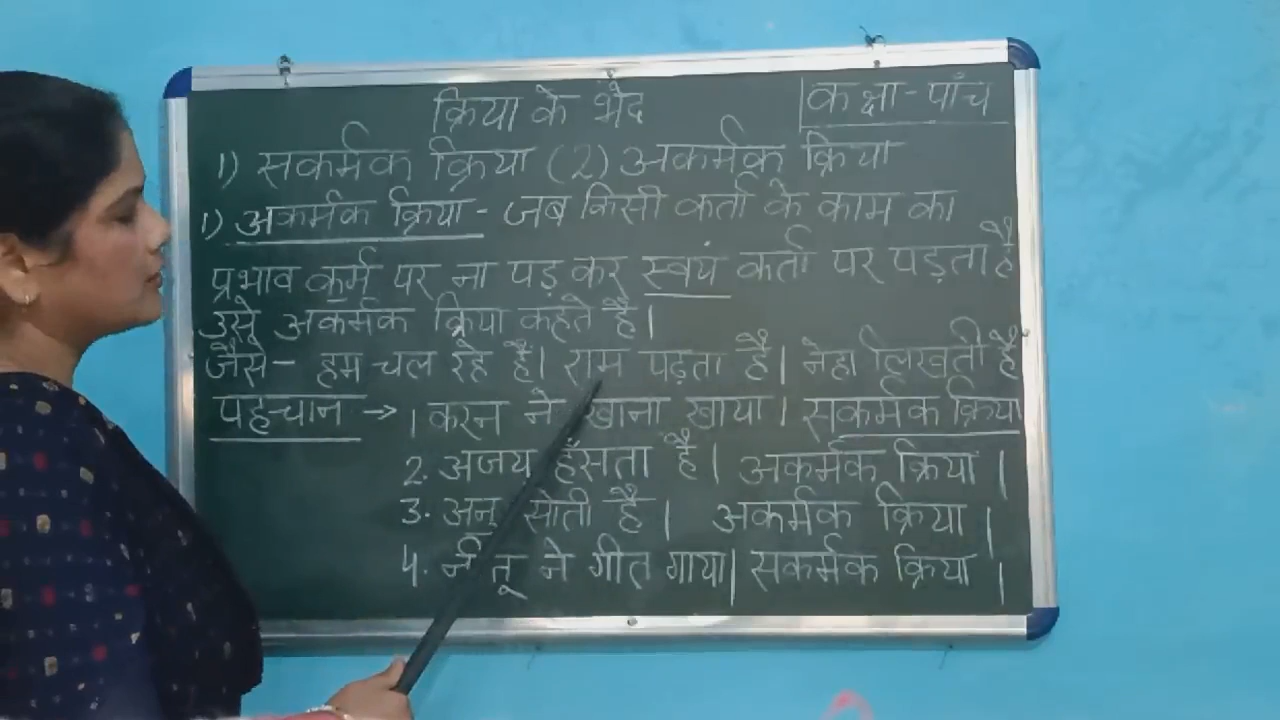 क्रिया के भेद
कक्षा - पांच
1) सकर्मक क्रिया (2) अकर्मक क्रिया
1) अकर्मक क्रिया - जब किसी कर्ता के काम का
प्रभाव कर्म पर ना पड़ कर स्वयं कर्ता पर पड़ता है
उसे अकर्मक क्रिया कहते हैं।
जैसे - हम चल रहे हैं। राम पढ़ता है। नेहा लिखती है
पहचान → 1 करन ने खाना खाया। सकर्मक क्रिया
2. अजय हँसता है। अकर्मक क्रिया।
3. अनु सोती है। अकर्मक क्रिया।
4. नीतू ने गीत गाया। सकर्मक क्रिया।